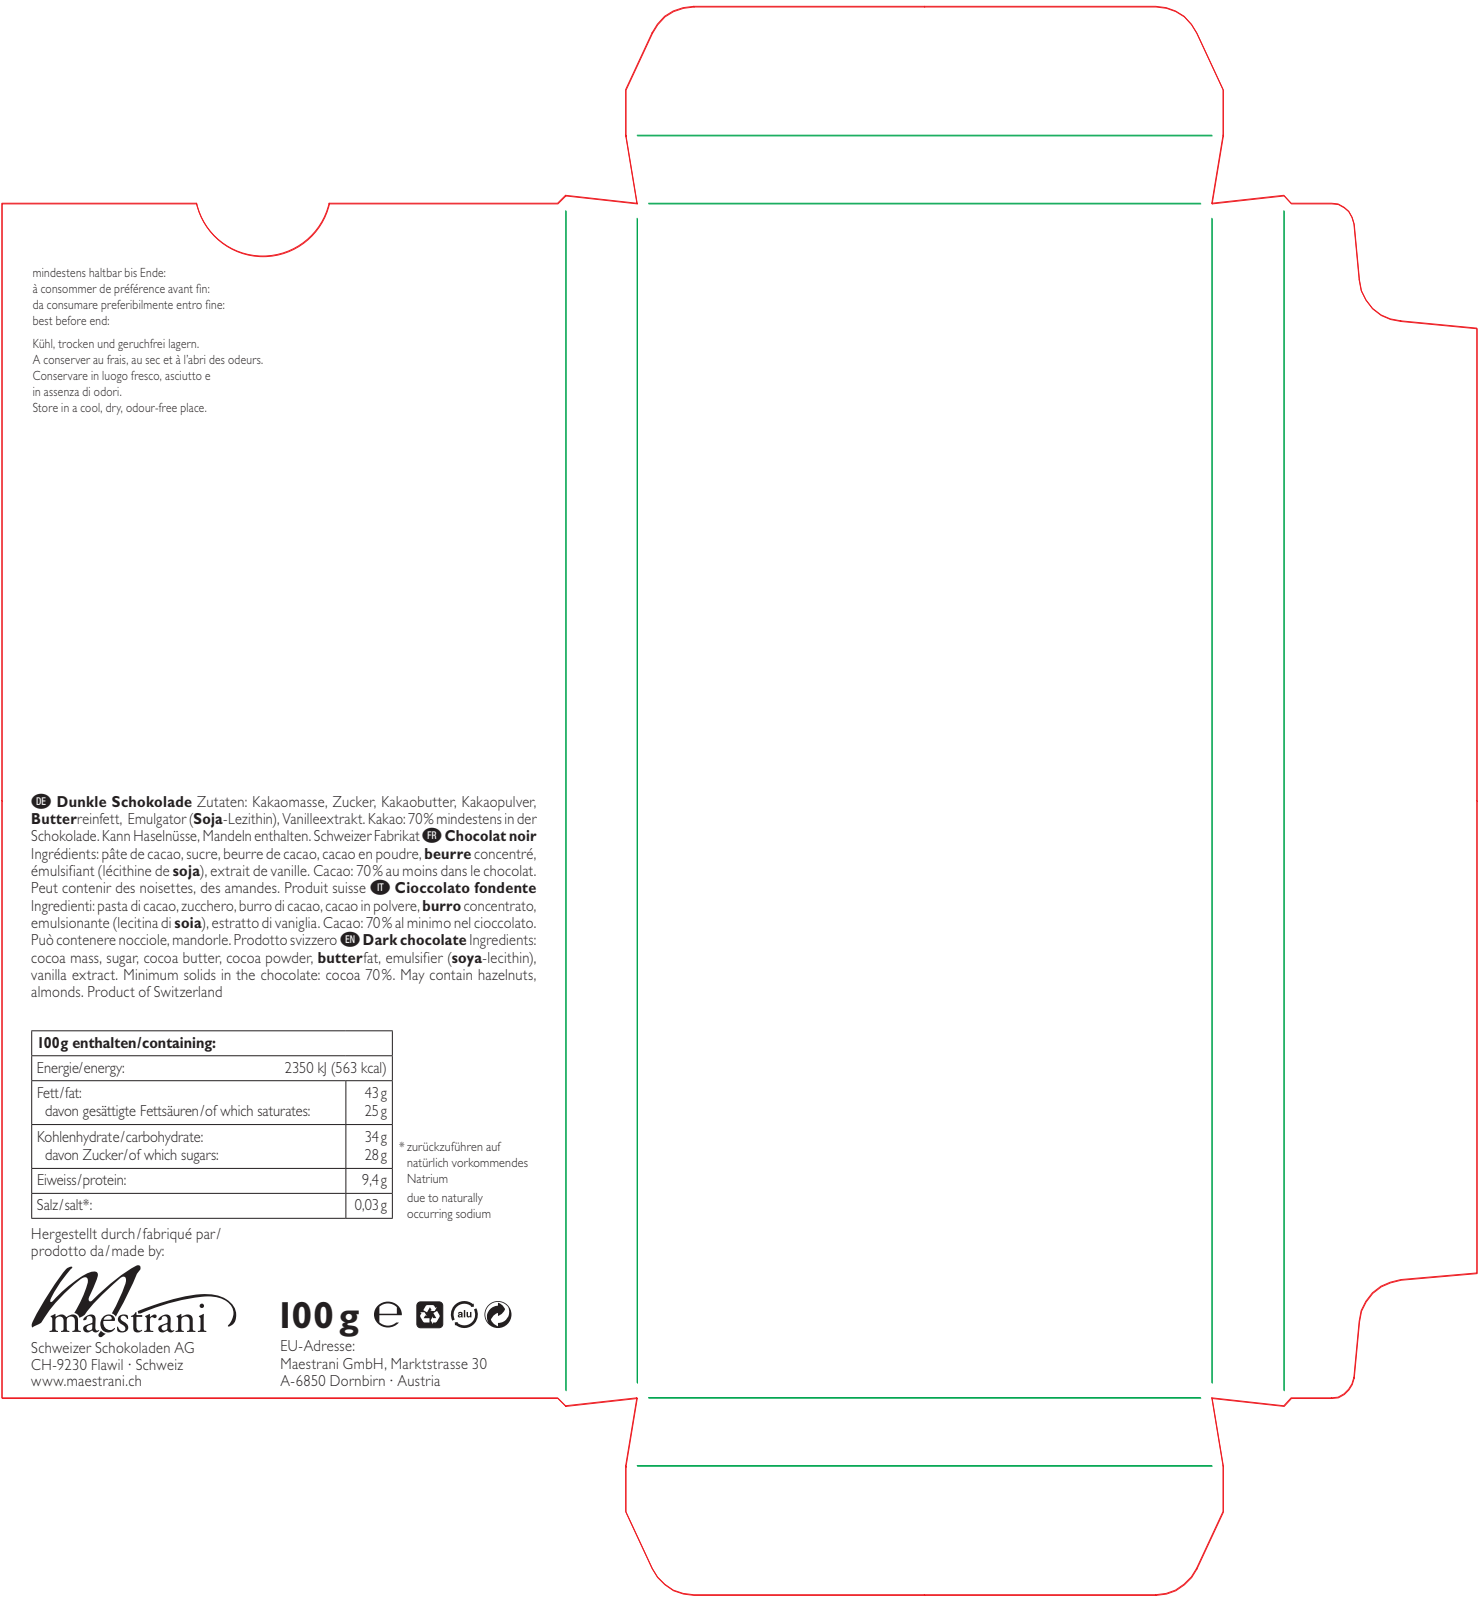 mindestens haltbar bis Ende:
à consommer de préférence avant fin:
da consumare preferibilmente entro fine:
best before end:
Kühl, trocken und geruchfrei lagern.
A conserver au frais, au sec et à l'abri des odeurs.
Conservare in luogo fresco, asciutto e
in assenza di odori.
Store in a cool, dry, odour-free place.
DE Dunkle Schokolade Zutaten: Kakaomasse, Zucker, Kakaobutter, Kakaopulver,
Butterreinfett, Emulgator (Soja-Lezithin), Vanilleextrakt. Kakao: 70% mindestens in der
Schokolade. Kann Haselnüsse, Mandeln enthalten. Schweizer Fabrikat FR Chocolat noir
Ingrédients: pâte de cacao, sucre, beurre de cacao, cacao en poudre, beurre concentré,
émulsifiant (lécithine de soja), extrait de vanille. Cacao: 70% au moins dans le chocolat.
Peut contenir des noisettes, des amandes. Produit suisse IT Cioccolato fondente
Ingredienti: pasta di cacao, zucchero, burro di cacao, cacao in polvere, burro concentrato,
emulsionante (lecitina di soia), estratto di vaniglia. Cacao: 70% al minimo nel cioccolato.
Può contenere nocciole, mandorle. Prodotto svizzero EN Dark chocolate Ingredients:
cocoa mass, sugar, cocoa butter, cocoa powder, butterfat, emulsifier (soya-lecithin),
vanilla extract. Minimum solids in the chocolate: cocoa 70%. May contain hazelnuts,
almonds. Product of Switzerland
100g enthalten/containing:
Energie/energy: 2350 kJ (563 kcal)
Fett/fat: 43g
davon gesättigte Fettsäuren/of which saturates: 25g
Kohlenhydrate/carbohydrate: 34g
davon Zucker/of which sugars: 28g
Eiweiss/protein: 9,4g
Salz/salt*: 0,03g
* zurückzuführen auf
natürlich vorkommendes
Natrium
due to naturally
occurring sodium
Hergestellt durch/fabriqué par/
prodotto da/made by:
maestrani
Schweizer Schokoladen AG
CH-9230 Flawil · Schweiz
www.maestrani.ch
100 g ℮ alu
EU-Adresse:
Maestrani GmbH, Marktstrasse 30
A-6850 Dornbirn · Austria